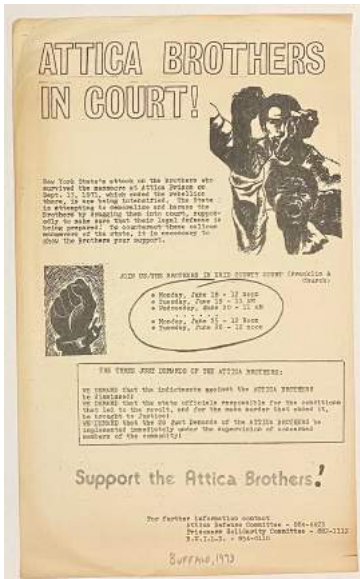 ATTICA BROTHERS
IN COURT!
New York State's attack on the brothers who
survived the massacre at Attica Prison on
Sept. 13, 1971, which ended the rebellion
there, is now being intensified. The State
is attempting to demoralize and harass the
Brothers by dragging them into court, suppos-
edly to make sure that their legal defense is
being prepared! To counteract these callous
maneuvers of the state, it is necessary to
show the Brothers your support.
JOIN US/THE BROTHERS IN ERIE COUNTY COURT (Franklin &
Church)
Monday, June 18 - 12 noon
Tuesday, June 19 - 11 AM
Wednesday, June 20 - 11 AM
Monday, June 25 - 12 noon
Tuesday, June 26 - 12 noon
THE THREE JUST DEMANDS OF THE ATTICA BROTHERS:
WE DEMAND that the indictments against the ATTICA BROTHERS
be dismissed!
WE DEMAND that the state officials responsible for the conditions
that led to the revolt, and for the mass murder that ended it,
be brought to Justice!
WE DEMAND that the 28 Just Demands of the ATTICA BROTHERS be
implemented immediately under the supervision of concerned
members of the community!
Support the Attica Brothers!
For further information contact
Attica Defense Committee -
Prisoners Solidarity Committee -
BUFFALO, 1973